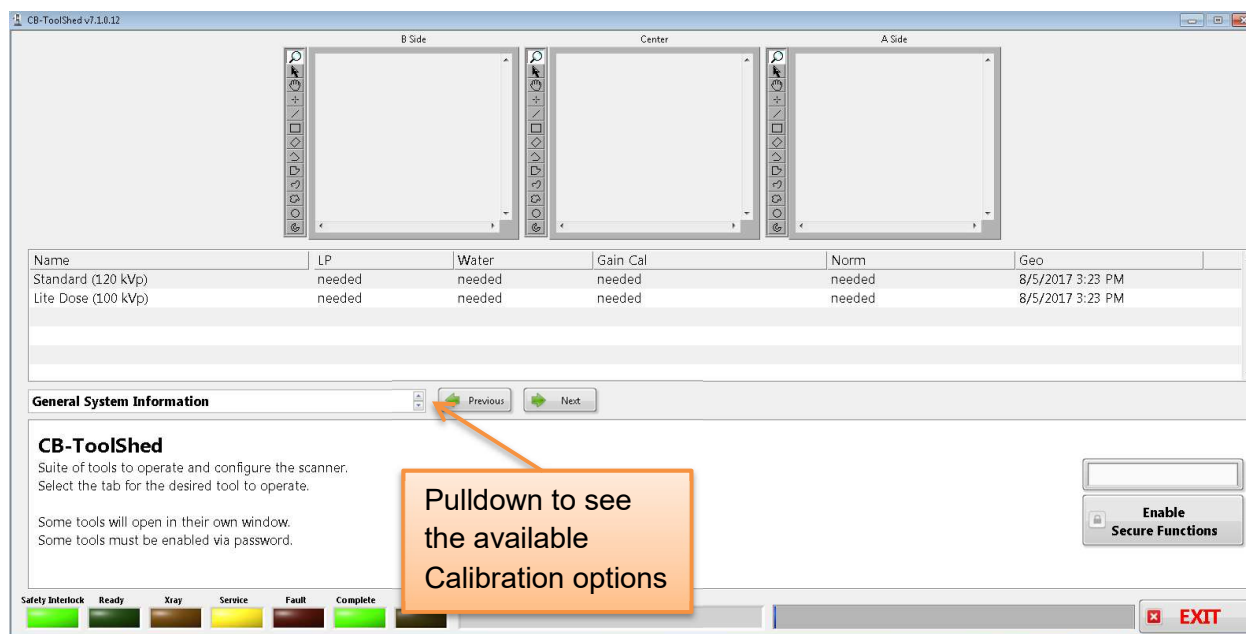 CB-ToolShed v7.1.0.12
B Side Center A Side
Name LP Water Gain Cal Norm Geo
Standard (120 kVp) needed needed needed needed 8/5/2017 3:23 PM
Lite Dose (100 kVp) needed needed needed needed 8/5/2017 3:23 PM
General System Information Previous Next
CB-ToolShed
Suite of tools to operate and configure the scanner.
Select the tab for the desired tool to operate.
Some tools will open in their own window.
Some tools must be enabled via password.
Pulldown to see
the available
Calibration options
Enable
Secure Functions
Safety Interlock Ready Xray Service Fault Complete
EXIT